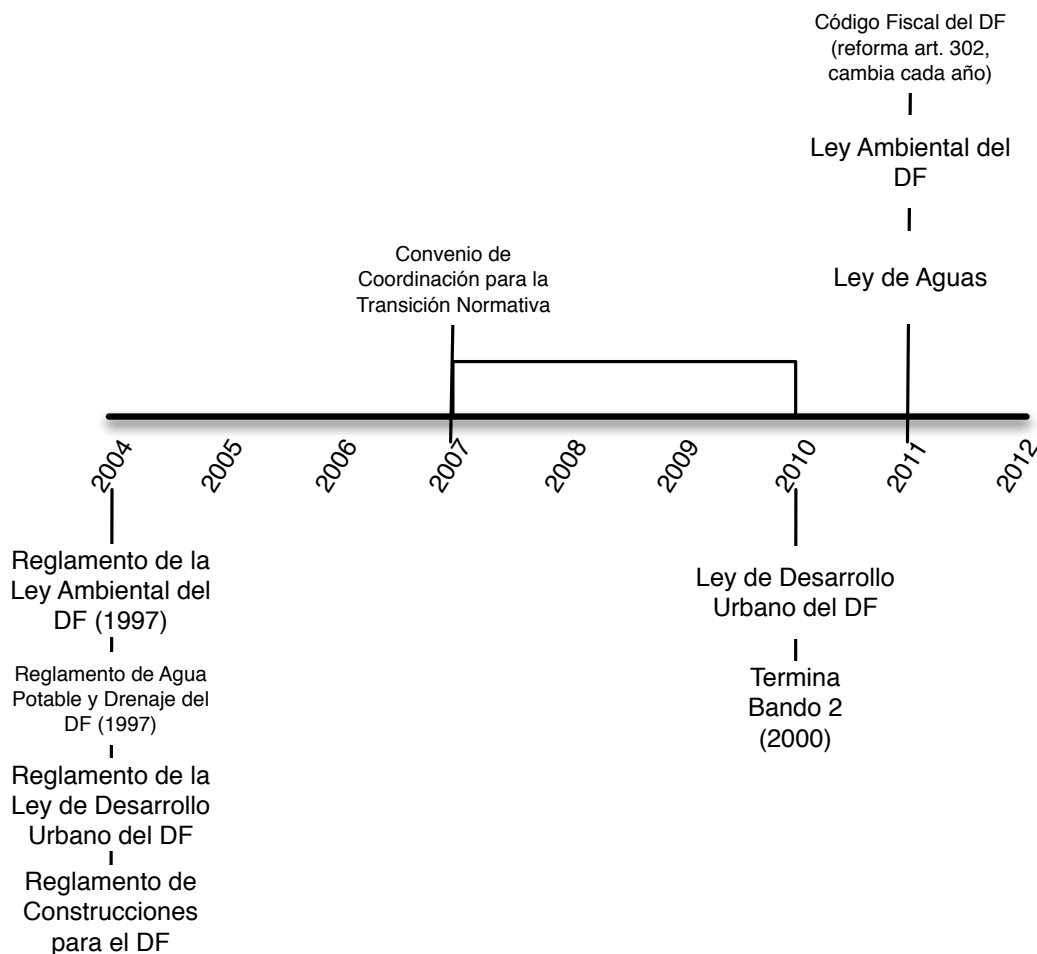 Código Fiscal del DF
(reforma art. 302,
cambia cada año)
Ley Ambiental del
DF
Ley de Aguas
Convenio de
Coordinación para la
Transición Normativa
2004
2005
2006
2007
2008
2009
2010
2011
2012
Reglamento de la
Ley Ambiental del
DF (1997)
Reglamento de Agua
Potable y Drenaje del
DF (1997)
Reglamento de la
Ley de Desarrollo
Urbano del DF
Reglamento de
Construcciones
para el DF
Ley de Desarrollo
Urbano del DF
Termina
Bando 2
(2000)